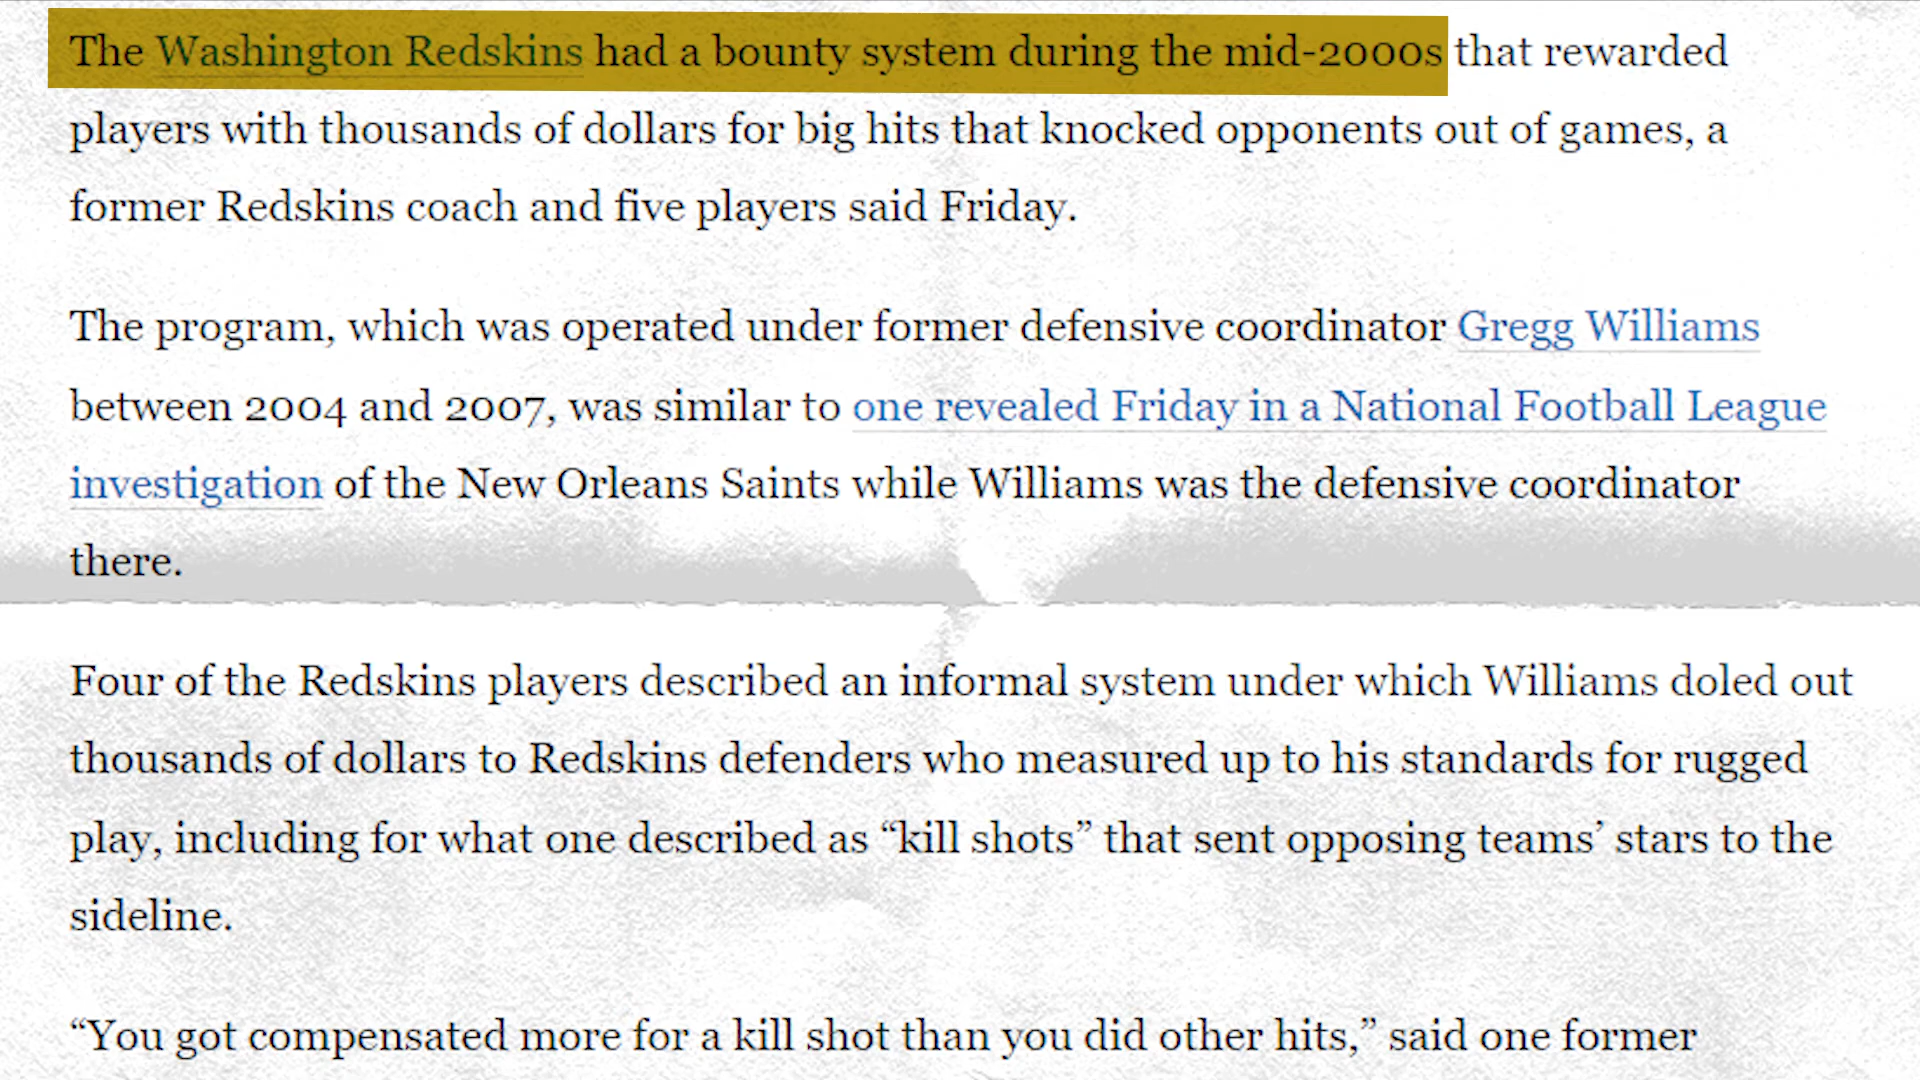 The Washington Redskins had a bounty system during the mid-2000s that rewarded
players with thousands of dollars for big hits that knocked opponents out of games, a
former Redskins coach and five players said Friday.
The program, which was operated under former defensive coordinator Gregg Williams
between 2004 and 2007, was similar to one revealed Friday in a National Football League
investigation of the New Orleans Saints while Williams was the defensive coordinator
there.
Four of the Redskins players described an informal system under which Williams doled out
thousands of dollars to Redskins defenders who measured up to his standards for rugged
play, including for what one described as “kill shots” that sent opposing teams’ stars to the
sideline.
“You got compensated more for a kill shot than you did other hits,” said one former